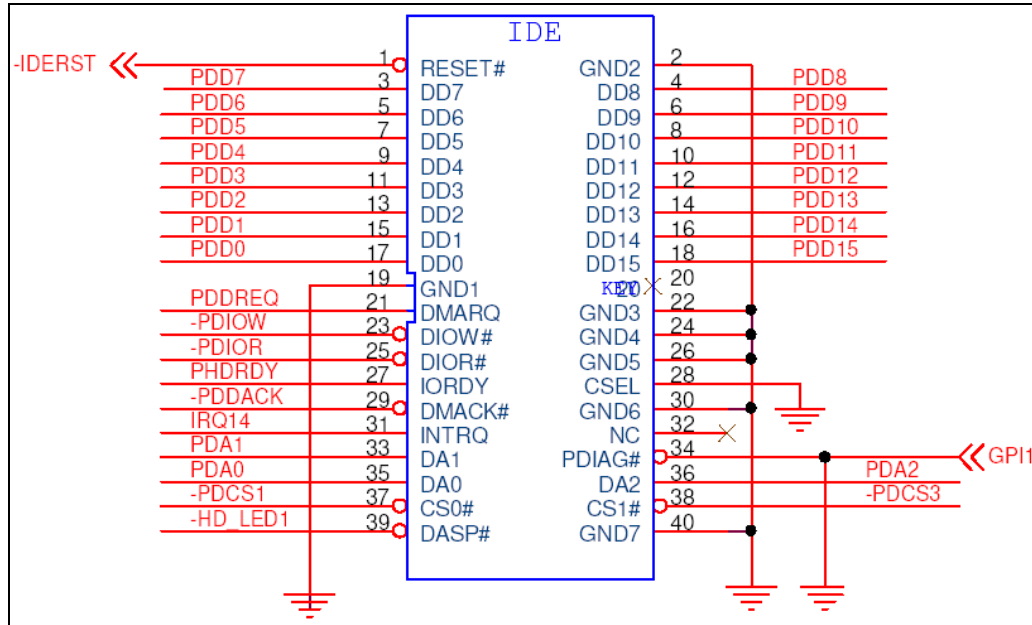 IDE
-IDERST 1 RESET# GND2 2
PDD7 3 DD7 DD8 4 PDD8
PDD6 5 DD6 DD9 6 PDD9
PDD5 7 DD5 DD10 8 PDD10
PDD4 9 DD4 DD11 10 PDD11
PDD3 11 DD3 DD12 12 PDD12
PDD2 13 DD2 DD13 14 PDD13
PDD1 15 DD1 DD14 16 PDD14
PDD0 17 DD0 DD15 18 PDD15
19 GND1 KEY 20 20
PDDREQ 21 DMARQ GND3 22
-PDIOW 23 DIOW# GND4 24
-PDIOR 25 DIOR# GND5 26
PHDRDY 27 IORDY CSEL 28
-PDDACK 29 DMACK# GND6 30
IRQ14 31 INTRQ NC 32
PDA1 33 DA1 PDIAG# 34 GPI1
PDA0 35 DA0 DA2 36 PDA2
-PDCS1 37 CS0# CS1# 38 -PDCS3
-HD_LED1 39 DASP# GND7 40